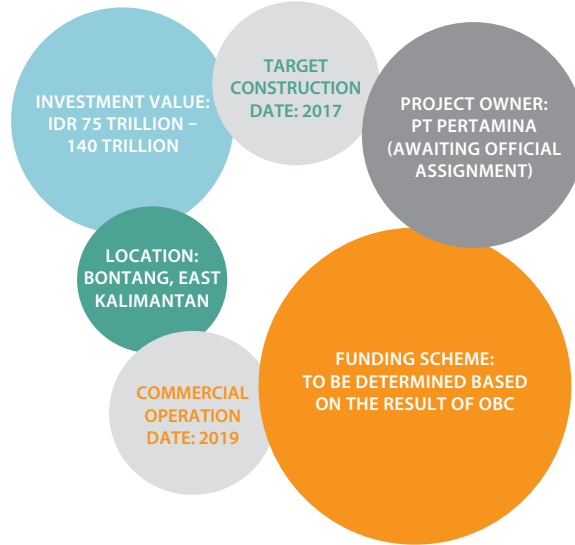 INVESTMENT VALUE:
IDR 75 TRILLION –
140 TRILLION
TARGET
CONSTRUCTION
DATE: 2017
PROJECT OWNER:
PT PERTAMINA
(AWAITING OFFICIAL
ASSIGNMENT)
LOCATION:
BONTANG, EAST
KALIMANTAN
FUNDING SCHEME:
TO BE DETERMINED BASED
ON THE RESULT OF OBC
COMMERCIAL
OPERATION
DATE: 2019